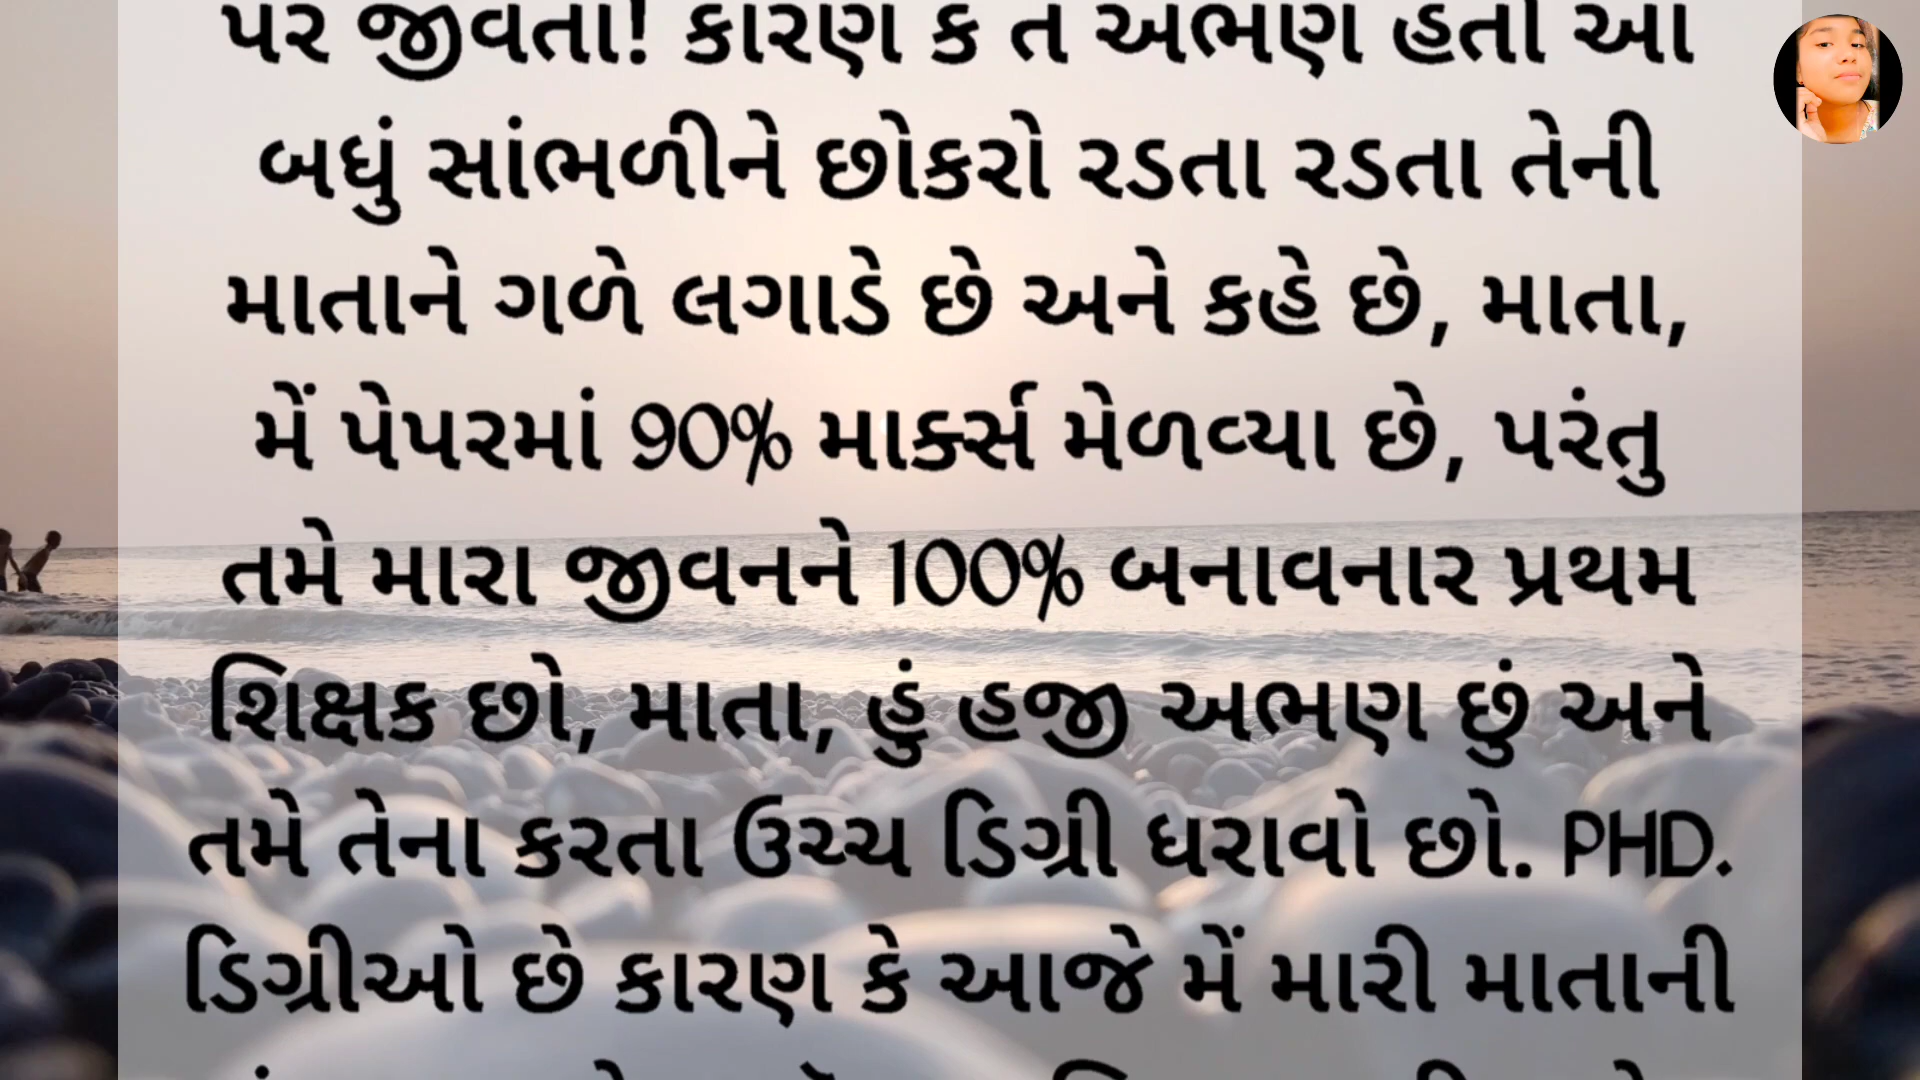 પર જીવતા! કારણ કે તે અભણ હતી આ
બધું સાંભળીને છોકરો રડતા રડતા તેની
માતાને ગળે લગાડે છે અને કહે છે, માતા,
મેં પેપરમાં 90% માર્ક્સ મેળવ્યા છે, પરંતુ
તમે મારા જીવનને 100% બનાવનાર પ્રથમ
શિક્ષક છો, માતા, હું હજી અભણ છું અને
તમે તેના કરતા ઉચ્ચ ડિગ્રી ધરાવો છો. PHD.
ડિગ્રીઓ છે કારણ કે આજે મેં મારી માતાની